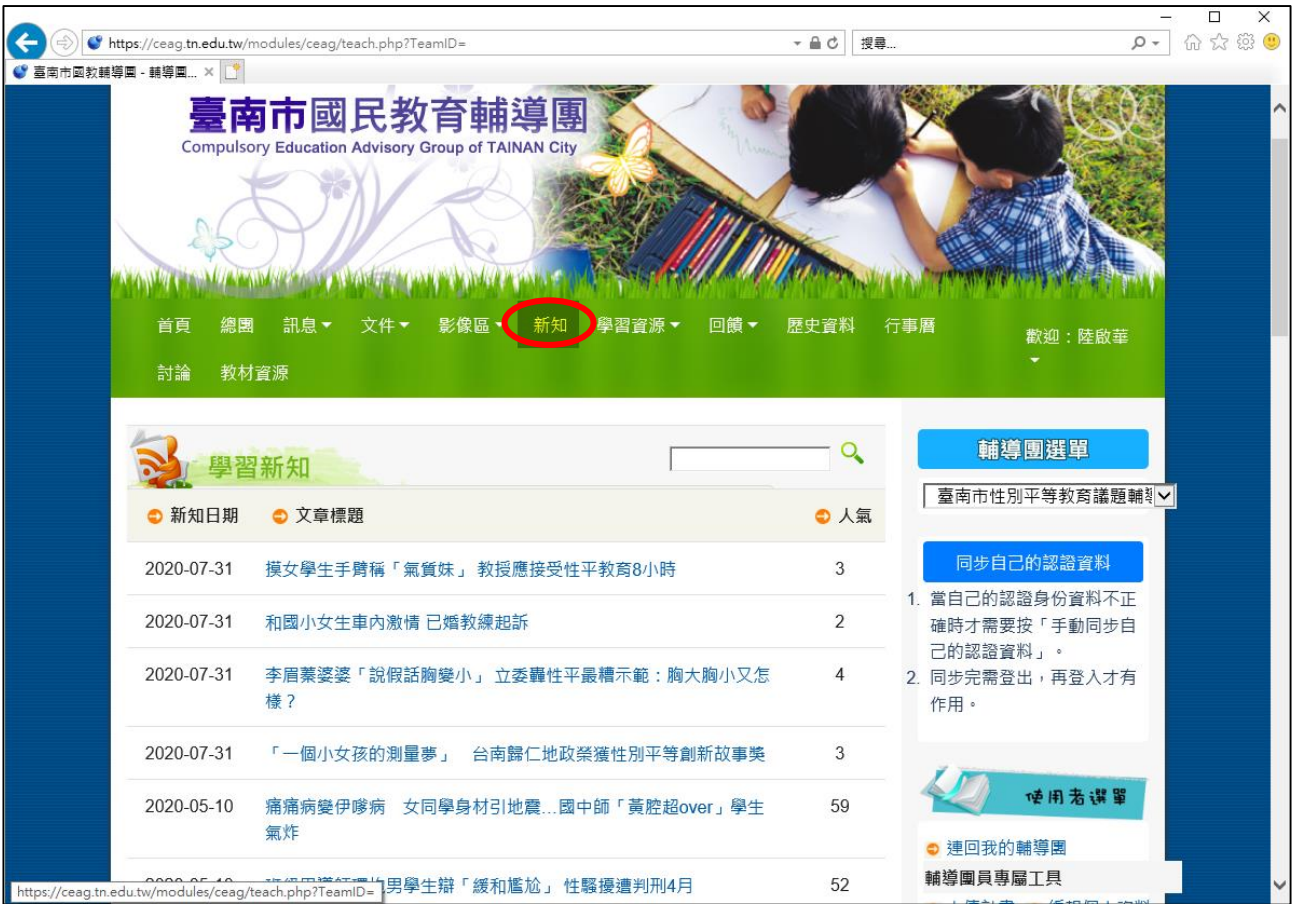 https://ceag.tn.edu.tw/modules/ceag/teach.php?TeamID=
搜尋...
臺南市國教輔導團 - 輔導團...
臺南市國民教育輔導團
Compulsory Education Advisory Group of TAINAN City
首頁 總團 訊息 文件 影像區 新知 學習資源 回饋 歷史資料 行事曆
歡迎：陸啟華
討論 教材資源
學習新知
新知日期 文章標題 人氣
2020-07-31 摸女學生手臂稱「氣質妹」 教授應接受性平教育8小時 3
2020-07-31 和國小女生車內激情 已婚教練起訴 2
2020-07-31 李眉蓁婆婆「說假話胸變小」 立委轟性平最糟示範：胸大胸小又怎
樣？ 4
2020-07-31 「一個小女孩的測量夢」 台南歸仁地政榮獲性別平等創新故事獎 3
2020-05-10 痛痛病變伊嗲病 女同學身材引地震...國中師「黃腔超over」學生
氣炸 59
男學生辯「緩和尷尬」 性騷擾遭判刑4月 52
https://ceag.tn.edu.tw/modules/ceag/teach.php?TeamID=
輔導團選單
臺南市性別平等教育議題輔
同步自己的認證資料
1. 當自己的認證身份資料不正
確時才需要按「手動同步自
己的認證資料」。
2. 同步完需登出，再登入才有
作用。
使用者選單
連回我的輔導團
輔導團員專屬工具